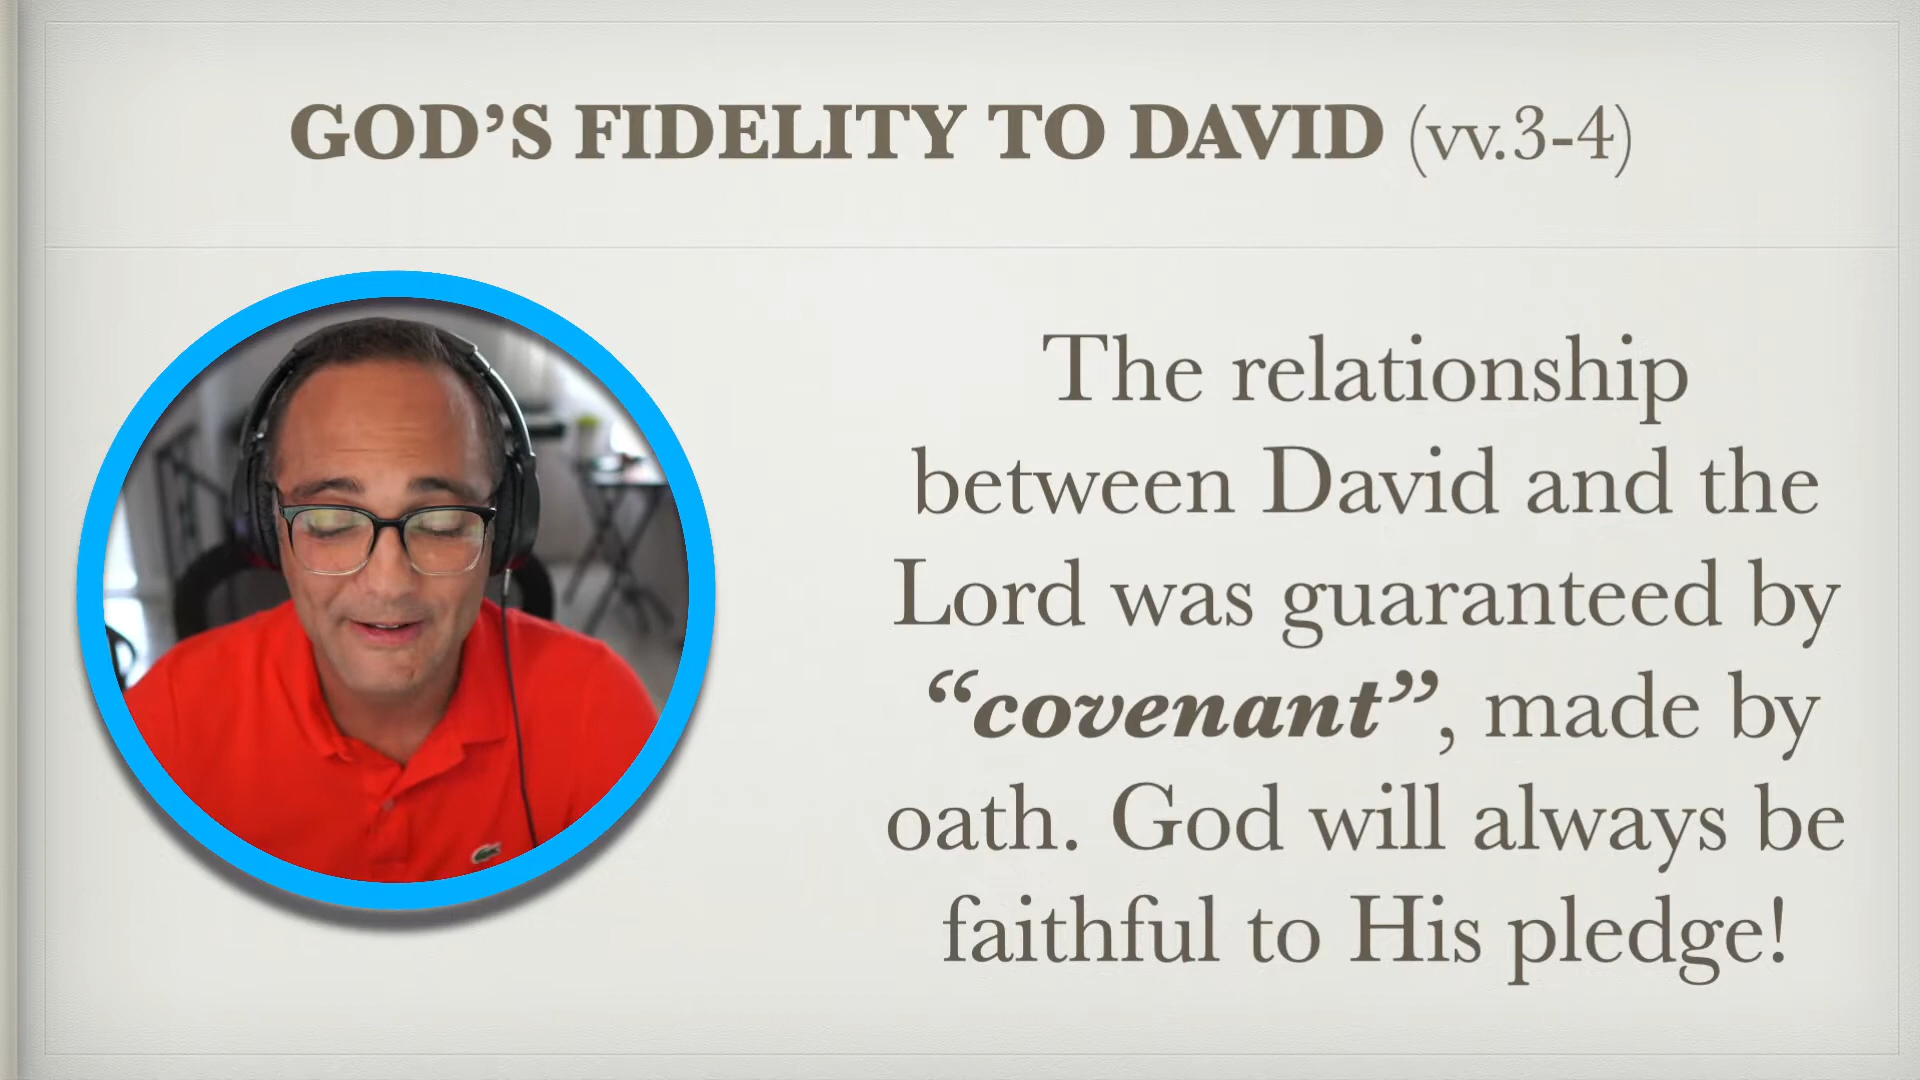 GOD’S FIDELITY TO DAVID (vv.3-4)
The relationship
between David and the
Lord was guaranteed by
“covenant”, made by
oath. God will always be
faithful to His pledge!